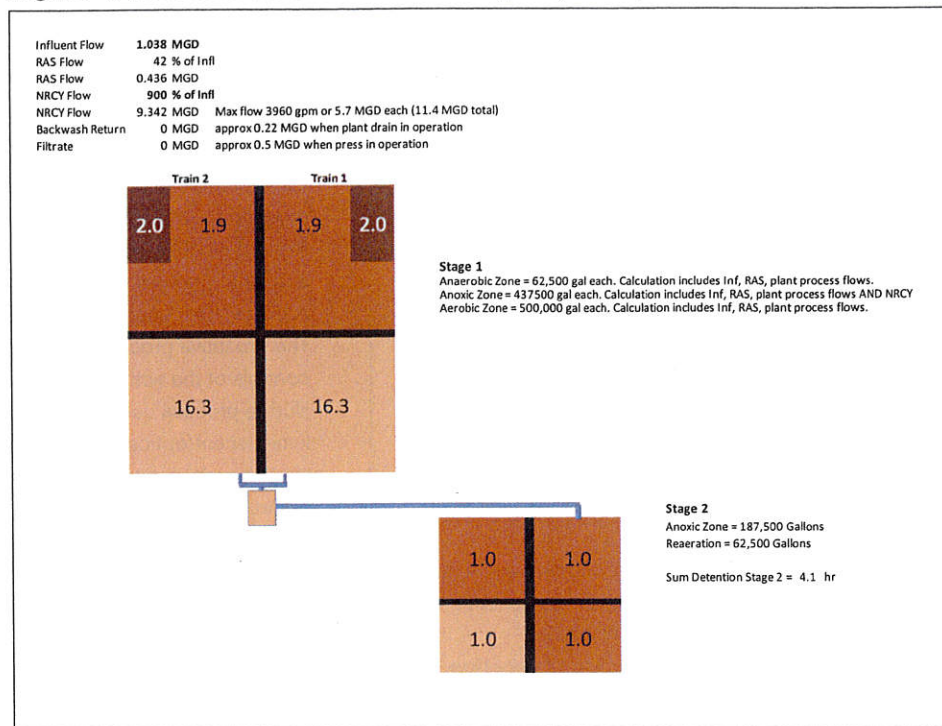 Influent Flow 1.038 MGD
RAS Flow 42 % of Infl
RAS Flow 0.436 MGD
NRCY Flow 900 % of Infl
NRCY Flow 9.342 MGD Max flow 3960 gpm or 5.7 MGD each (11.4 MGD total)
Backwash Return 0 MGD approx 0.22 MGD when plant drain in operation
Filtrate 0 MGD approx 0.5 MGD when press in operation
Train 2 Train 1
2.0 1.9 1.9 2.0
Stage 1
Anaerobic Zone = 62,500 gal each. Calculation includes Inf, RAS, plant process flows.
Anoxic Zone = 437500 gal each. Calculation includes Inf, RAS, plant process flows AND NRCY
Aerobic Zone = 500,000 gal each. Calculation includes Inf, RAS, plant process flows.
16.3 16.3
Stage 2
Anoxic Zone = 187,500 Gallons
Reaeration = 62,500 Gallons
Sum Detention Stage 2 = 4.1 hr
1.0 1.0
1.0 1.0